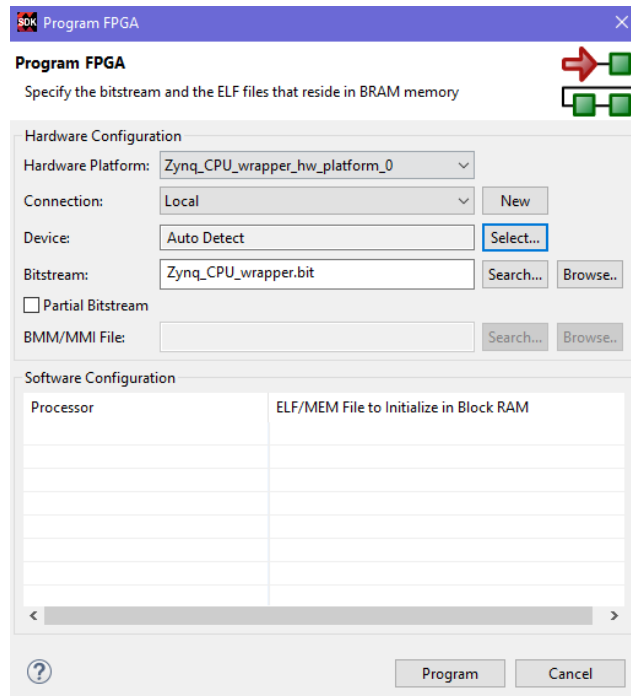 SDK Program FPGA
Program FPGA
Specify the bitstream and the ELF files that reside in BRAM memory
Hardware Configuration
Hardware Platform: Zynq_CPU_wrapper_hw_platform_0
Connection: Local New
Device: Auto Detect Select...
Bitstream: Zynq_CPU_wrapper.bit Search... Browse..
Partial Bitstream
BMM/MMI File: Search... Browse..
Software Configuration
Processor ELF/MEM File to Initialize in Block RAM
? Program Cancel